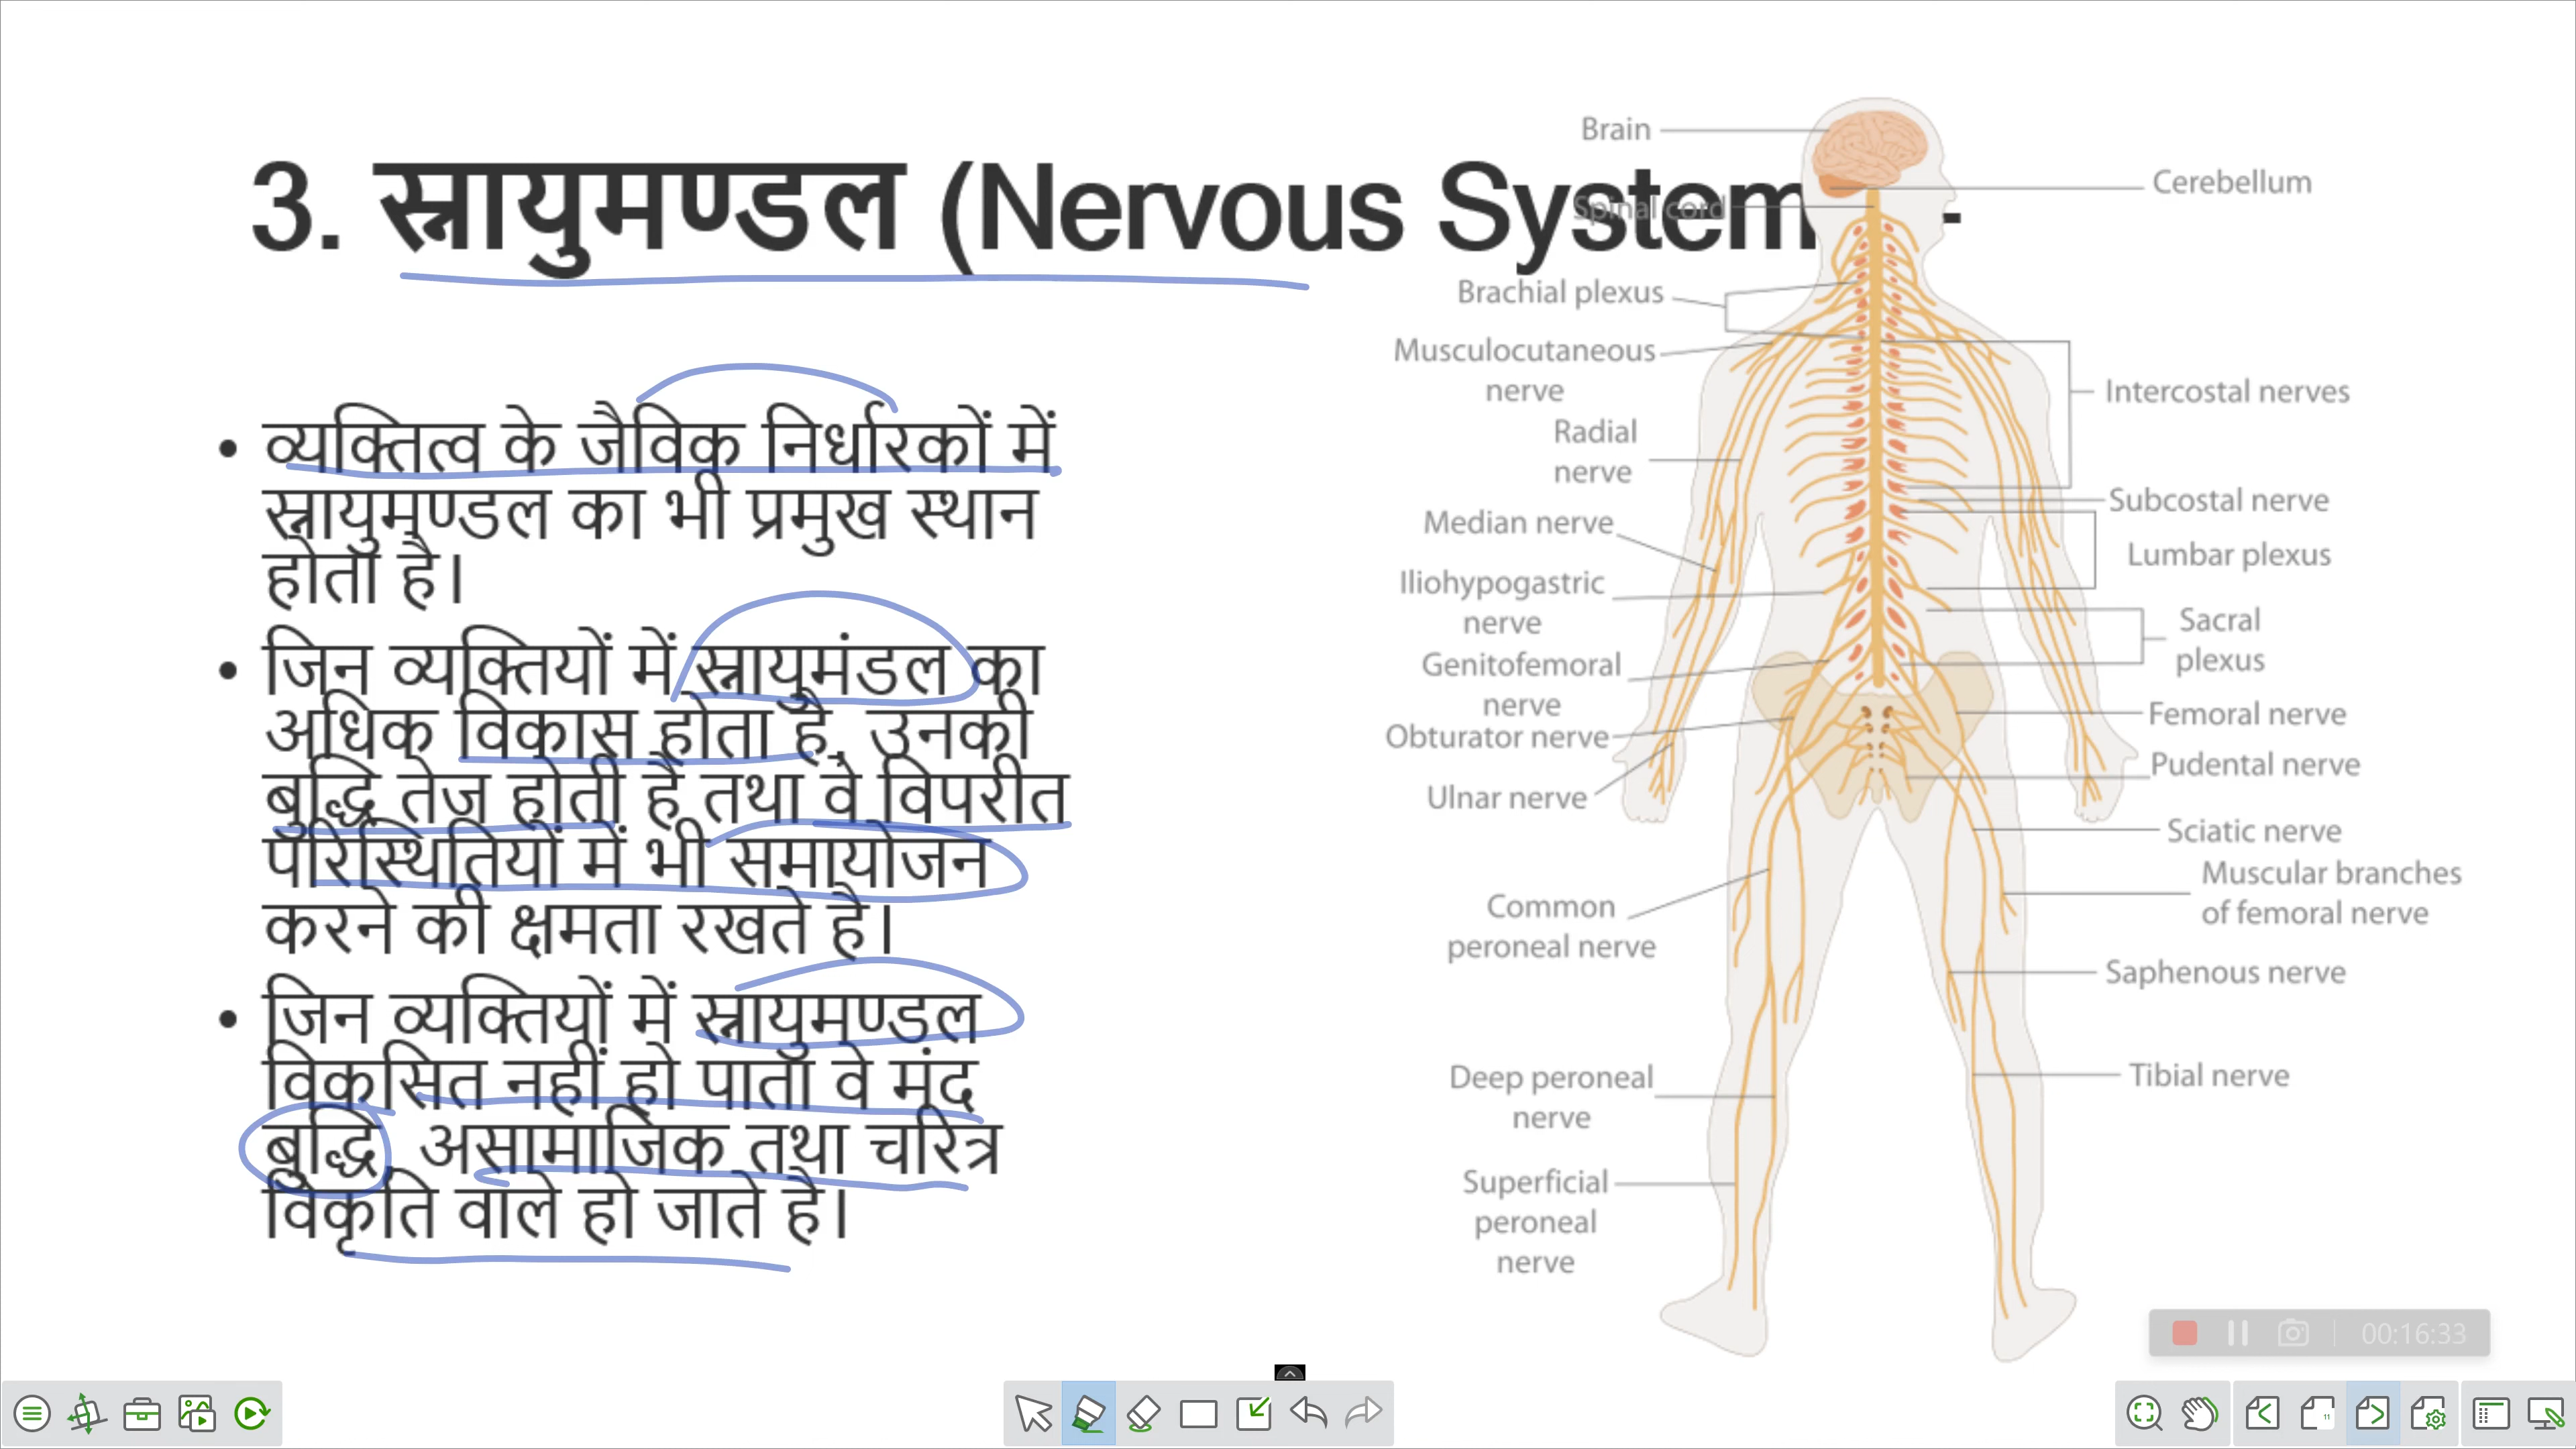 3. स्नायुमण्डल (Nervous System -
• व्यक्तित्व के जैविक निर्धारकों में
स्नायुमण्डल का भी प्रमुख स्थान
होता है।
• जिन व्यक्तियों में स्नायुमंडल का
अधिक विकास होता है, उनकी
बुद्धि तेज होती है तथा वे विपरीत
परिस्थितियों में भी समायोजन
करने की क्षमता रखते है।
• जिन व्यक्तियों में स्नायुमण्डल
विकसित नहीं हो पाता वे मंद
बुद्धि, असामाजिक तथा चरित्र
विकृति वाले हो जाते है।
Brain
Spinal cord
Brachial plexus
Musculocutaneous
nerve
Radial
nerve
Median nerve
Iliohypogastric
nerve
Genitofemoral
nerve
Obturator nerve
Ulnar nerve
Common
peroneal nerve
Deep peroneal
nerve
Superficial
peroneal
nerve
Cerebellum
Intercostal nerves
Subcostal nerve
Lumbar plexus
Sacral
plexus
Femoral nerve
Pudental nerve
Sciatic nerve
Muscular branches
of femoral nerve
Saphenous nerve
Tibial nerve
00:16:33
11